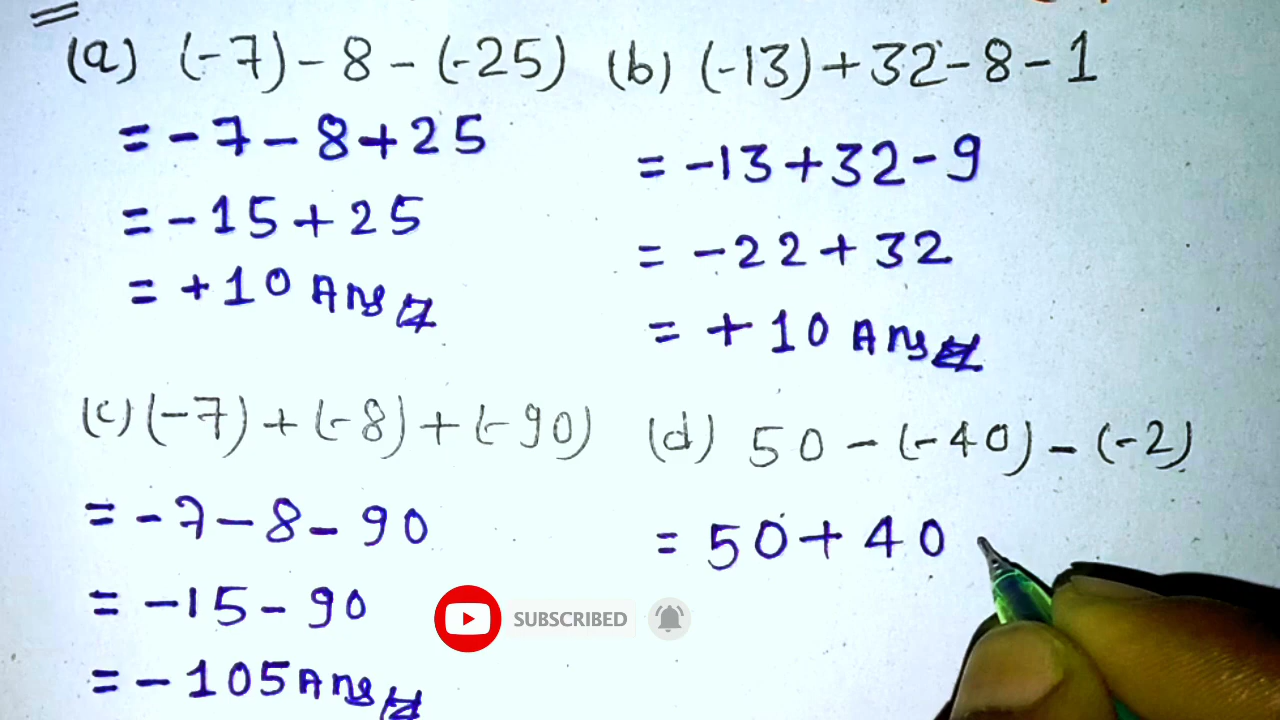 (a) (-7) - 8 - (-25)
= -7 - 8 + 25
= -15 + 25
= +10 Ans
(b) (-13) + 32 - 8 - 1
= -13 + 32 - 9
= -22 + 32
= +10 Ans
(c) (-7) + (-8) + (-90)
= -7 - 8 - 90
= -15 - 90
= -105 Ans
(d) 50 - (-40) - (-2)
= 50 + 40
SUBSCRIBED